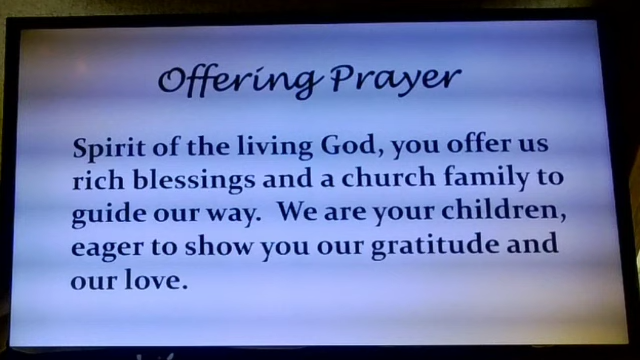 Offering Prayer
Spirit of the living God, you offer us
rich blessings and a church family to
guide our way.  We are your children,
eager to show you our gratitude and
our love.